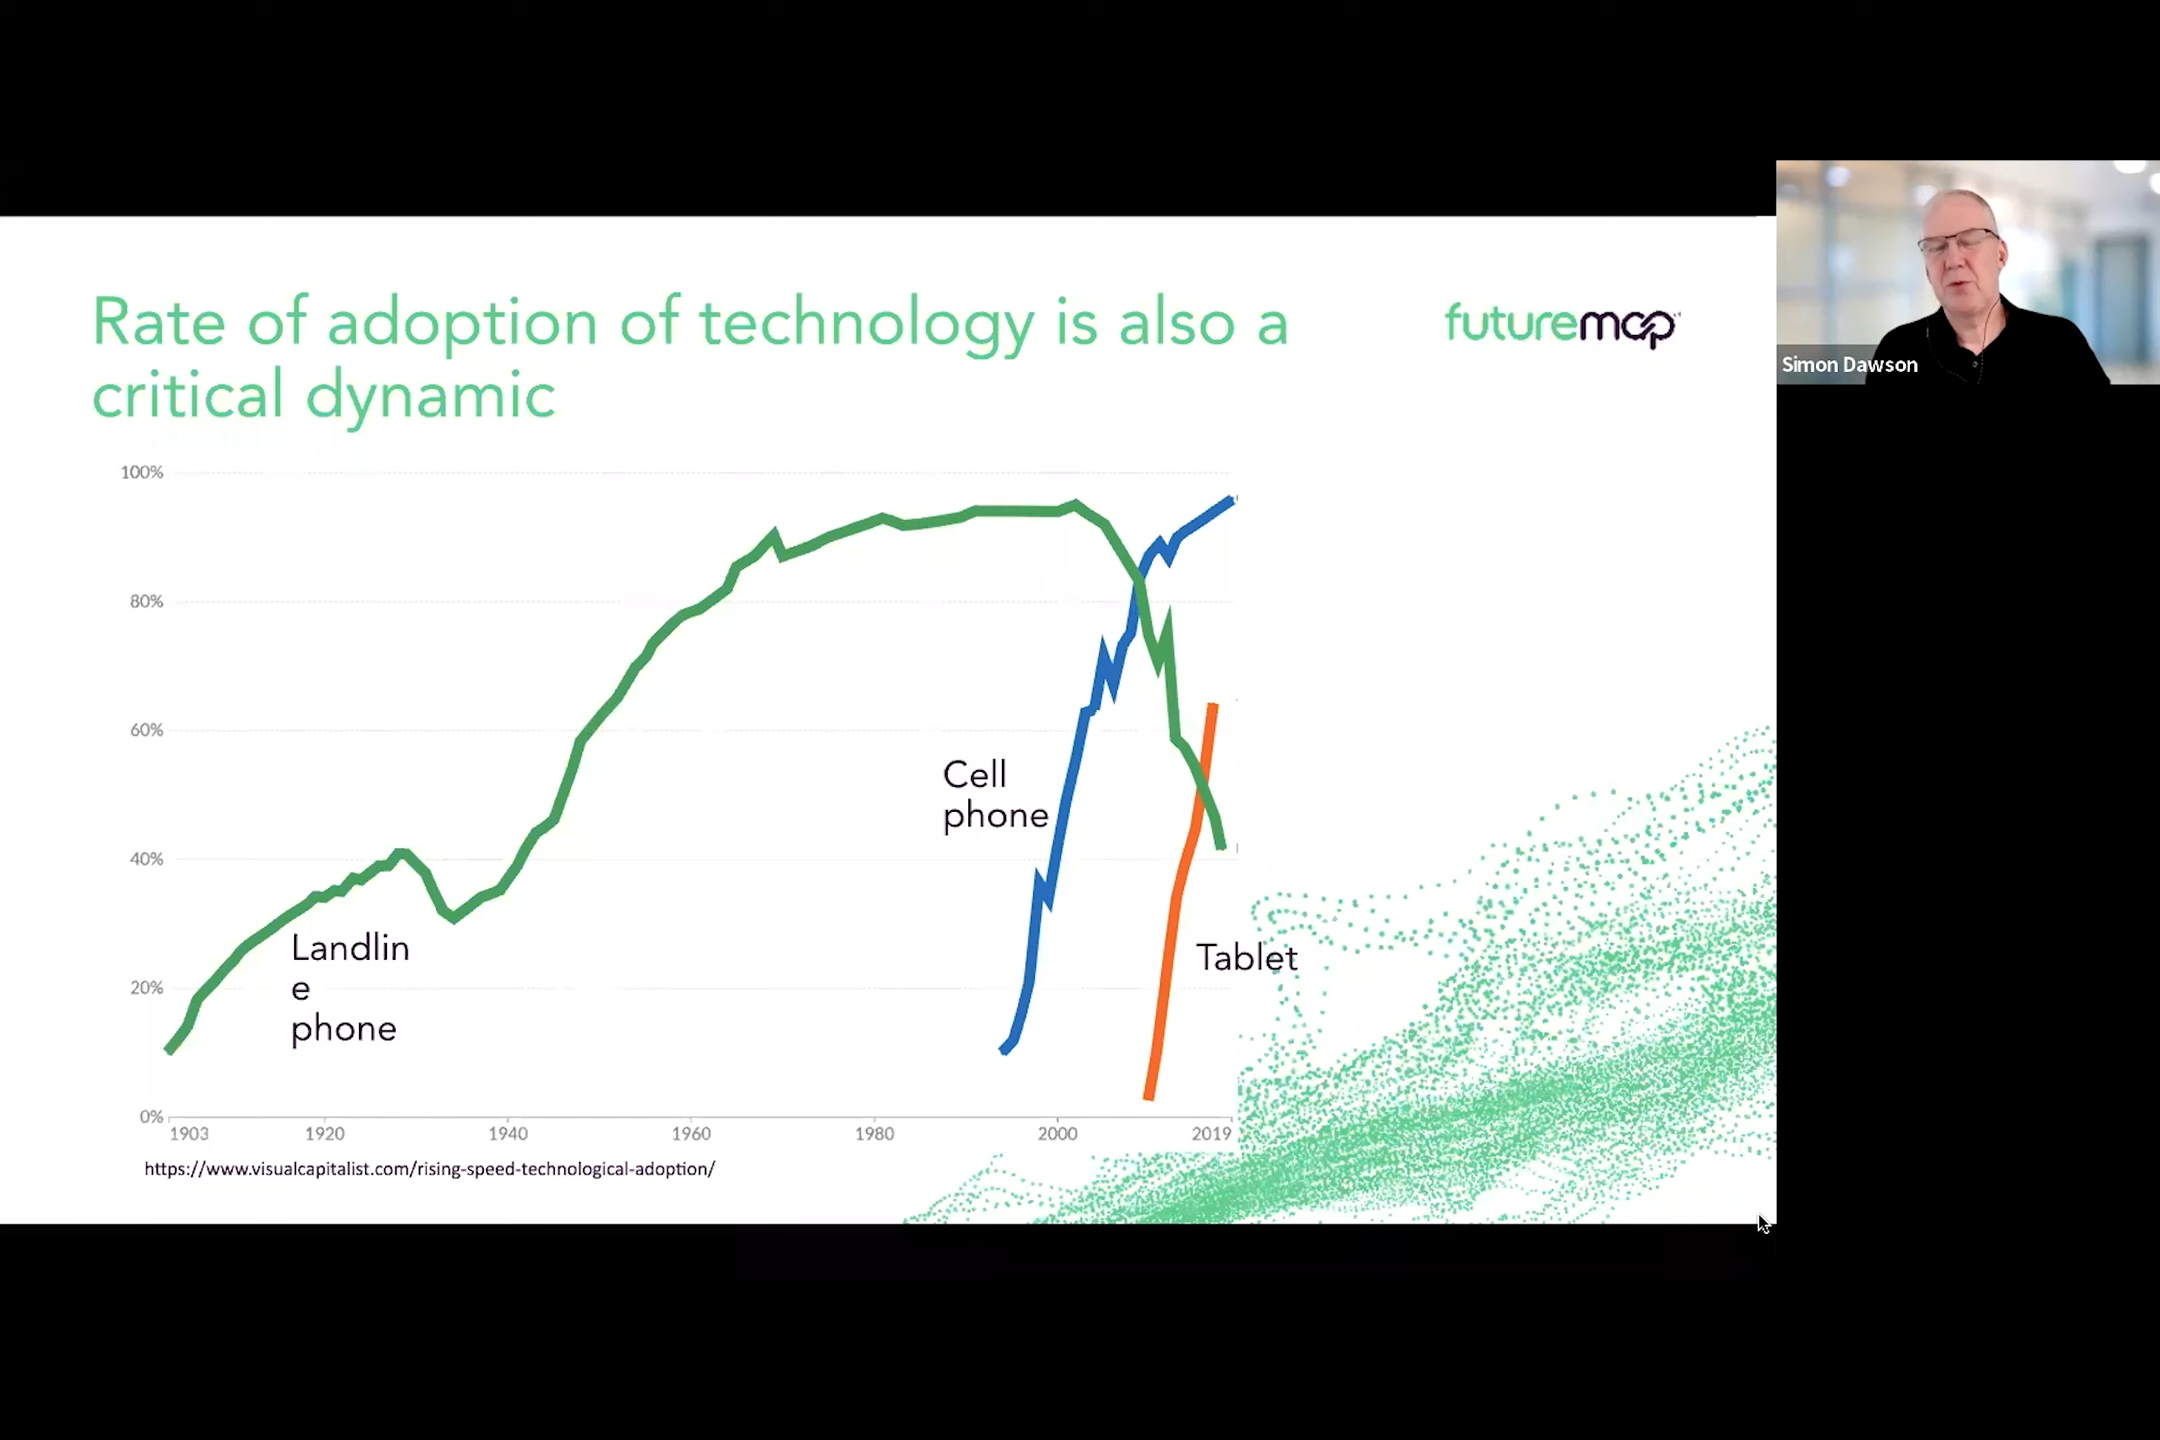 Rate of adoption of technology is also a
critical dynamic
futuremap
Simon Dawson
100%
80%
60%
40%
20%
0%
Cell
phone
Landlin
e
phone
Tablet
1903 1920 1940 1960 1980 2000 2019
https://www.visualcapitalist.com/rising-speed-technological-adoption/